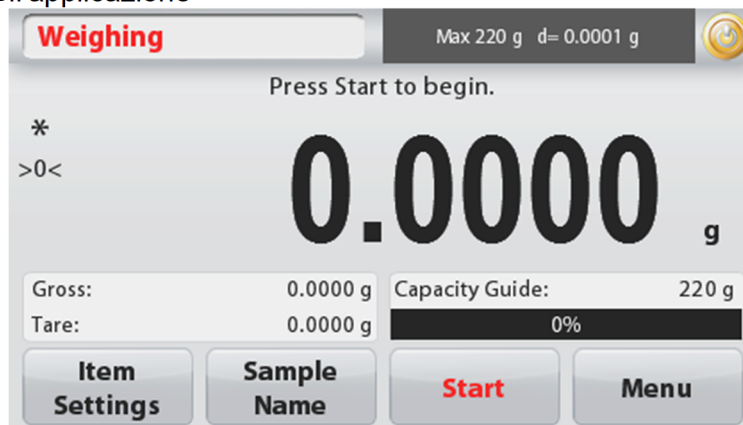 Weighing Max 220 g d= 0.0001 g
Press Start to begin.
*
>0<
0.0000 g
Gross: 0.0000 g Capacity Guide: 220 g
Tare: 0.0000 g 0%
Item Settings
Sample Name
Start
Menu